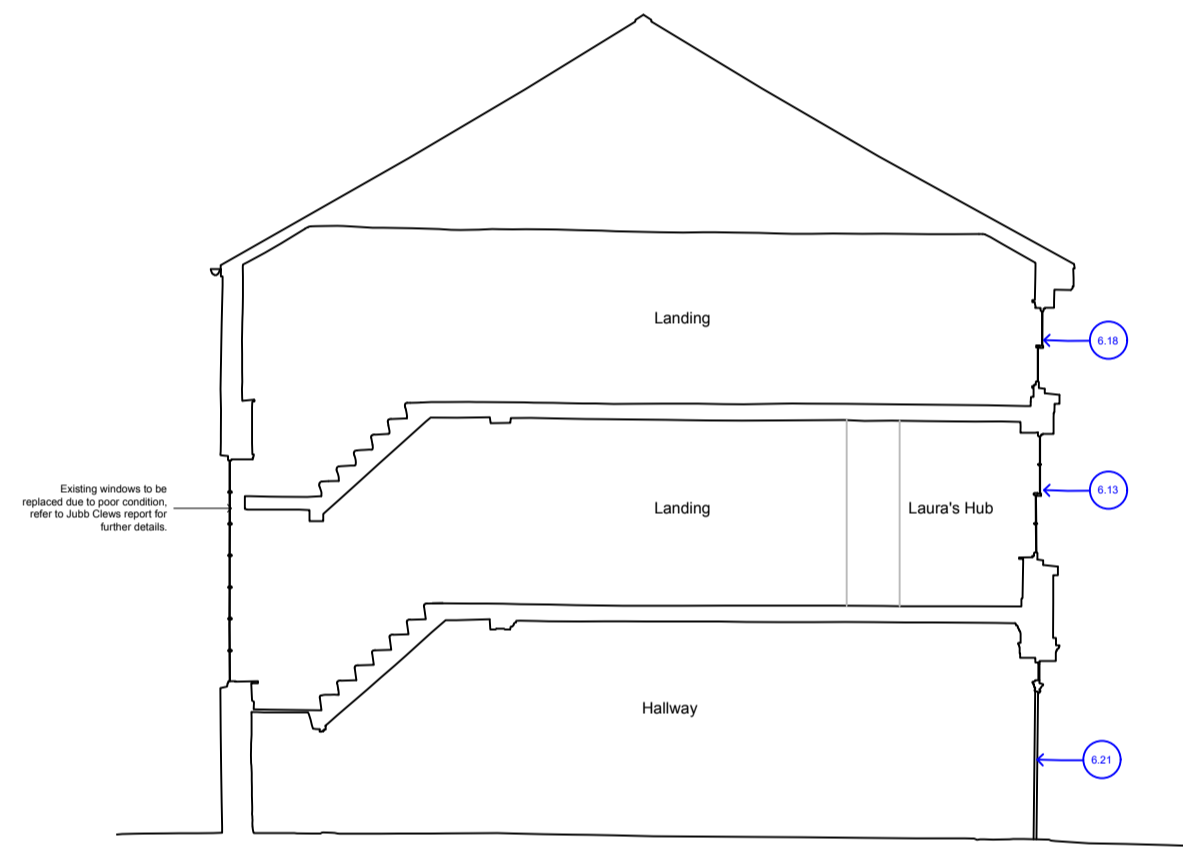 Landing
6.18
Existing windows to be
replaced due to poor condition,
refer to Jubb Clews report for
further details.
Landing
Laura's Hub
6.13
Hallway
6.21